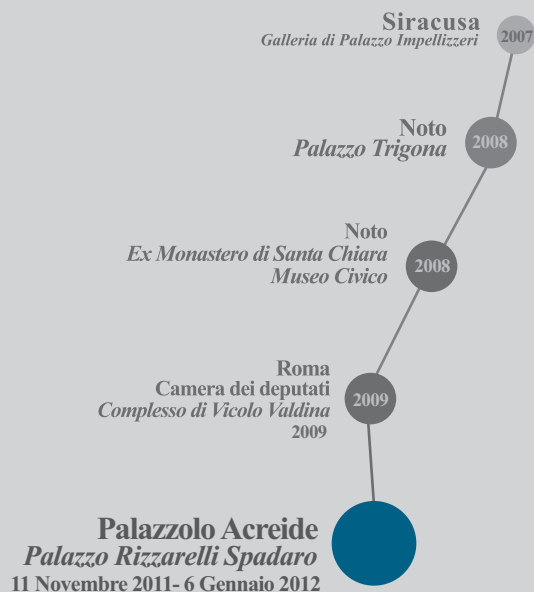 Siracusa
Galleria di Palazzo Impellizzeri
2007
Noto
Palazzo Trigona
2008
Noto
Ex Monastero di Santa Chiara
Museo Civico
2008
Roma
Camera dei deputati
Complesso di Vicolo Valdina
2009
2009
Palazzolo Acreide
Palazzo Rizzarelli Spadaro
11 Novembre 2011- 6 Gennaio 2012